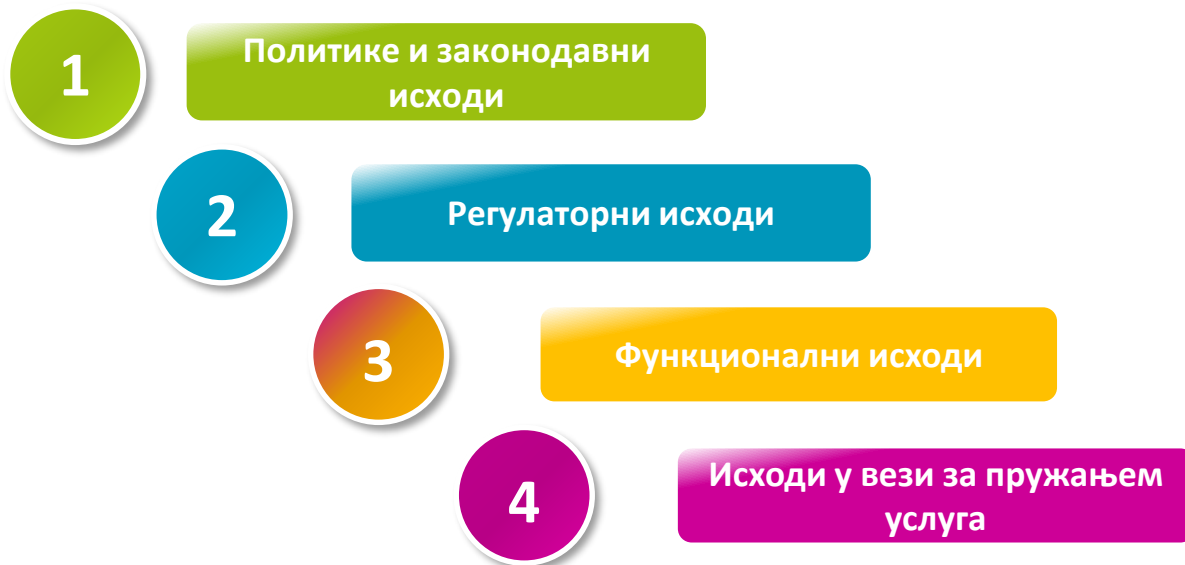 1
Политике и законодавни
исходи
2
Регулаторни исходи
3
Функционални исходи
4
Исходи у вези за пружањем
услуга